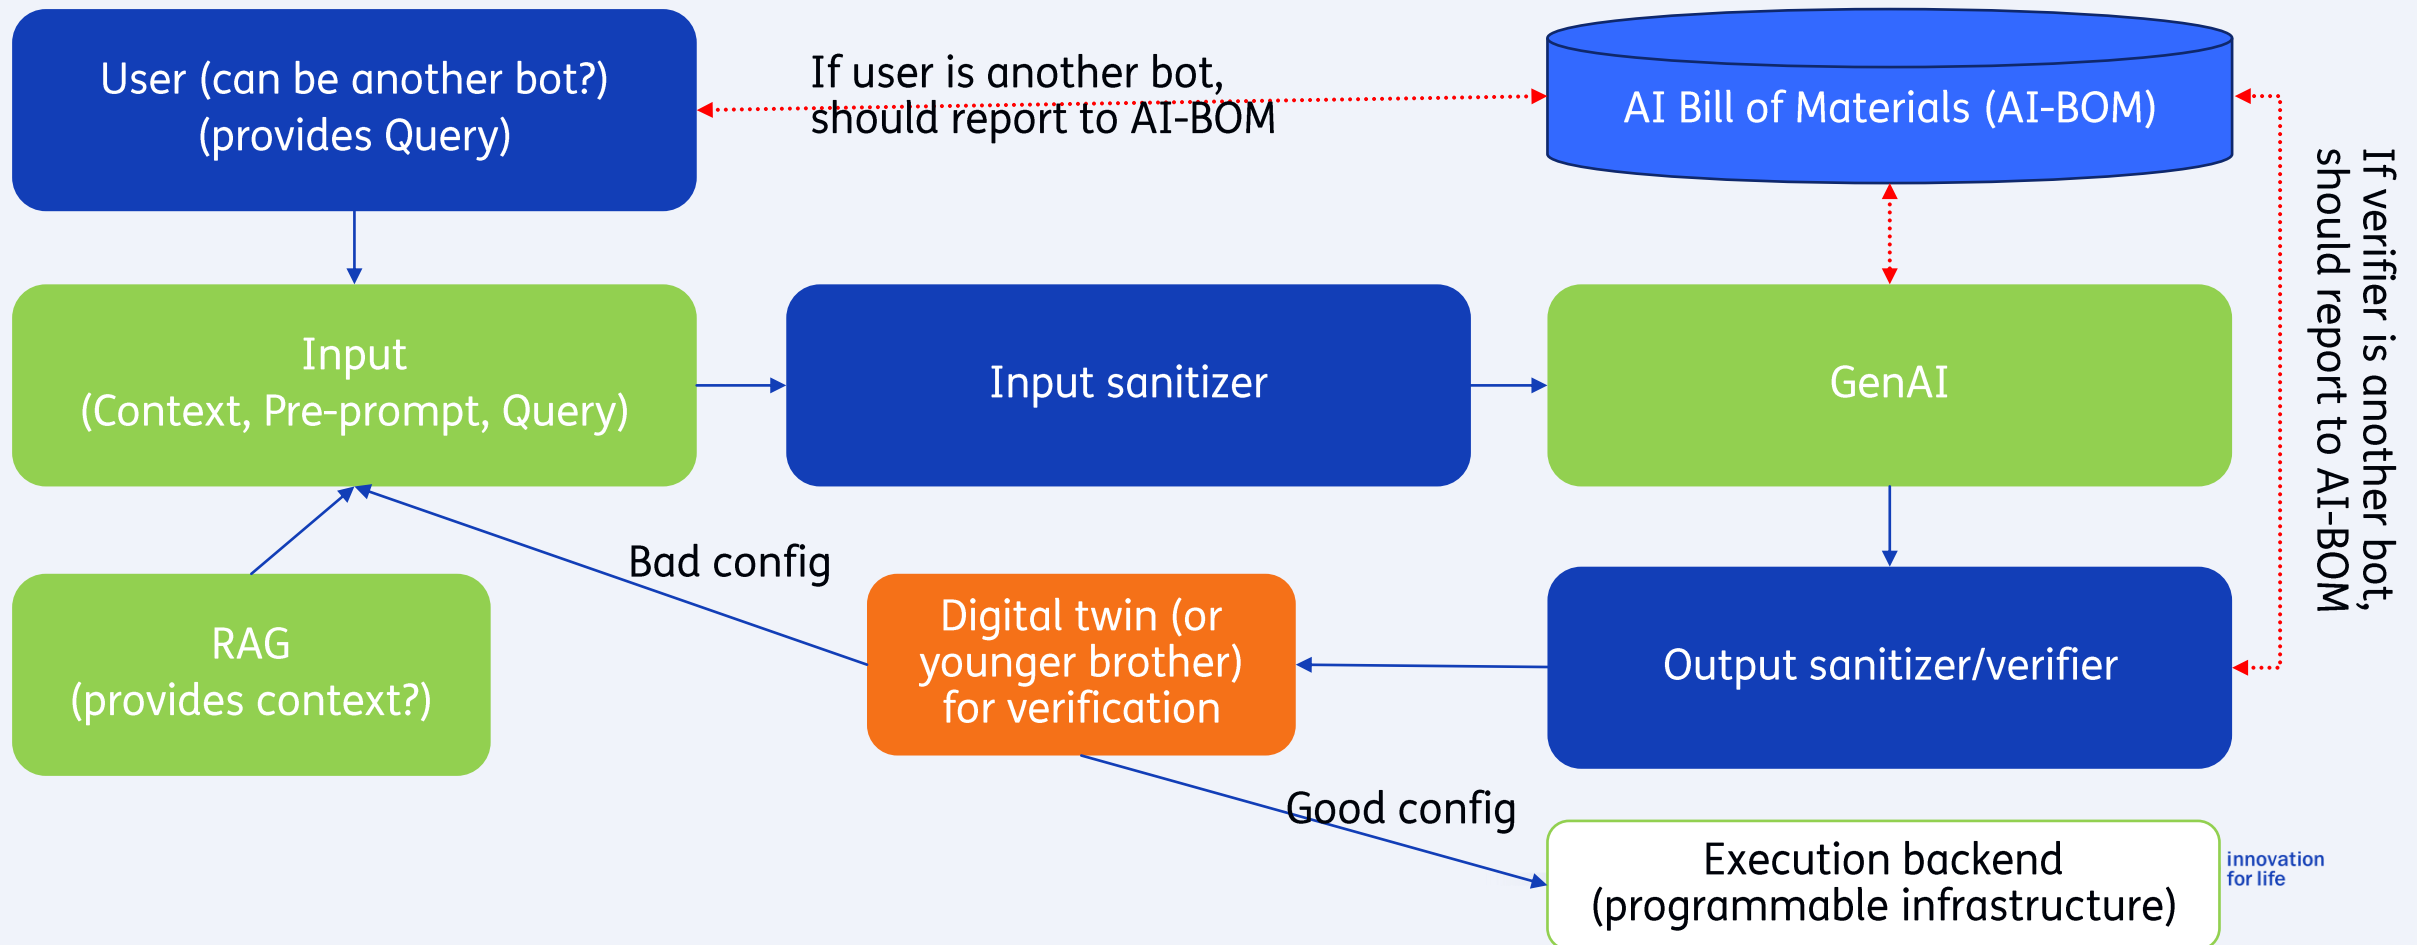 User (can be another bot?)
(provides Query)
If user is another bot,
should report to AI-BOM
AI Bill of Materials (AI-BOM)
If verifier is another bot,
should report to AI-BOM
Input
(Context, Pre-prompt, Query)
Input sanitizer
GenAI
Bad config
RAG
(provides context?)
Digital twin (or
younger brother)
for verification
Output sanitizer/verifier
Good config
Execution backend
(programmable infrastructure)
innovation
for life